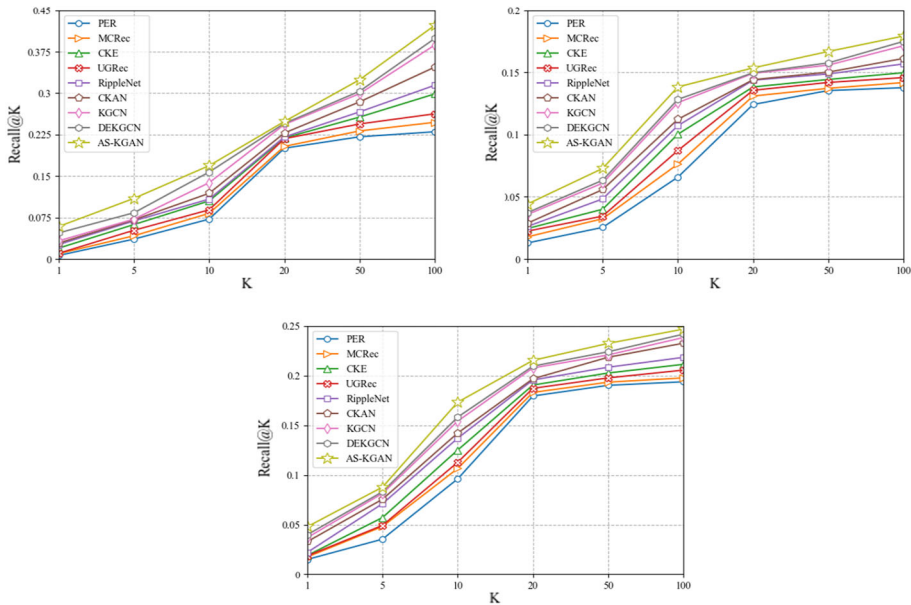 Recall@K
0.45
0.375
0.3
0.225
0.15
0.075
0
PER
MCRec
CKE
UGRec
RippleNet
CKAN
KGCN
DEKGCN
AS-KGAN
1 5 10 20 50 100
K
Recall@K
0.2
0.15
0.1
0.05
0
PER
MCRec
CKE
UGRec
RippleNet
CKAN
KGCN
DEKGCN
AS-KGAN
1 5 10 20 50 100
K
Recall@K
0.25
0.2
0.15
0.1
0.05
0
PER
MCRec
CKE
UGRec
RippleNet
CKAN
KGCN
DEKGCN
AS-KGAN
1 5 10 20 50 100
K